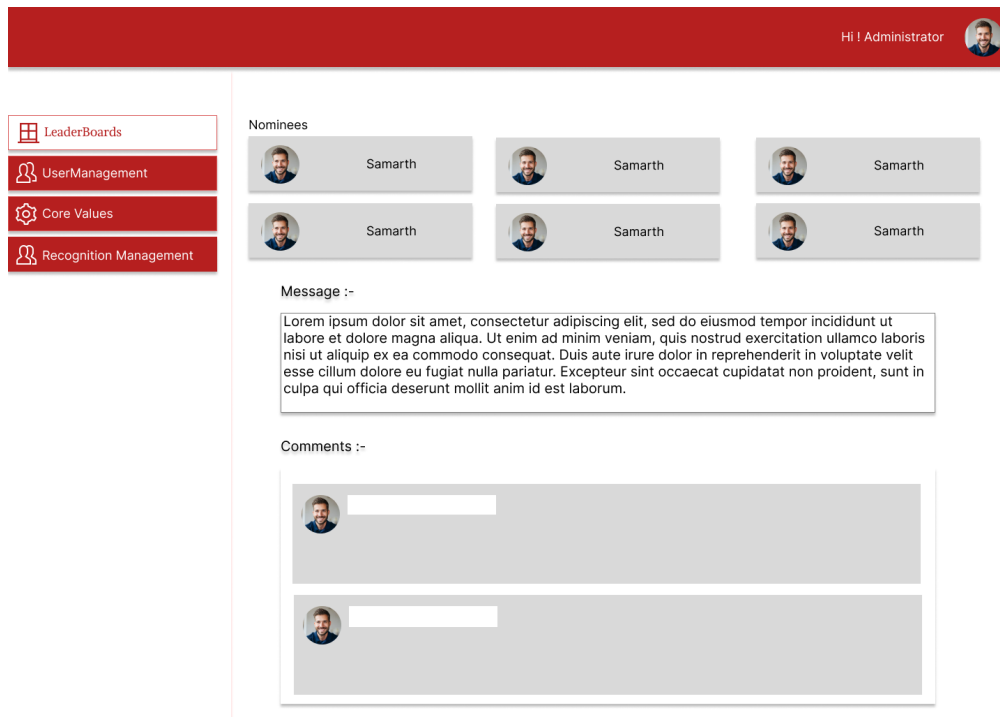 Hi ! Administrator
LeaderBoards
UserManagement
Core Values
Recognition Management
Nominees
Samarth
Samarth
Samarth
Samarth
Samarth
Samarth
Message :-
Lorem ipsum dolor sit amet, consectetur adipiscing elit, sed do eiusmod tempor incididunt ut
labore et dolore magna aliqua. Ut enim ad minim veniam, quis nostrud exercitation ullamco laboris
nisi ut aliquip ex ea commodo consequat. Duis aute irure dolor in reprehenderit in voluptate velit
esse cillum dolore eu fugiat nulla pariatur. Excepteur sint occaecat cupidatat non proident, sunt in
culpa qui officia deserunt mollit anim id est laborum.
Comments :-